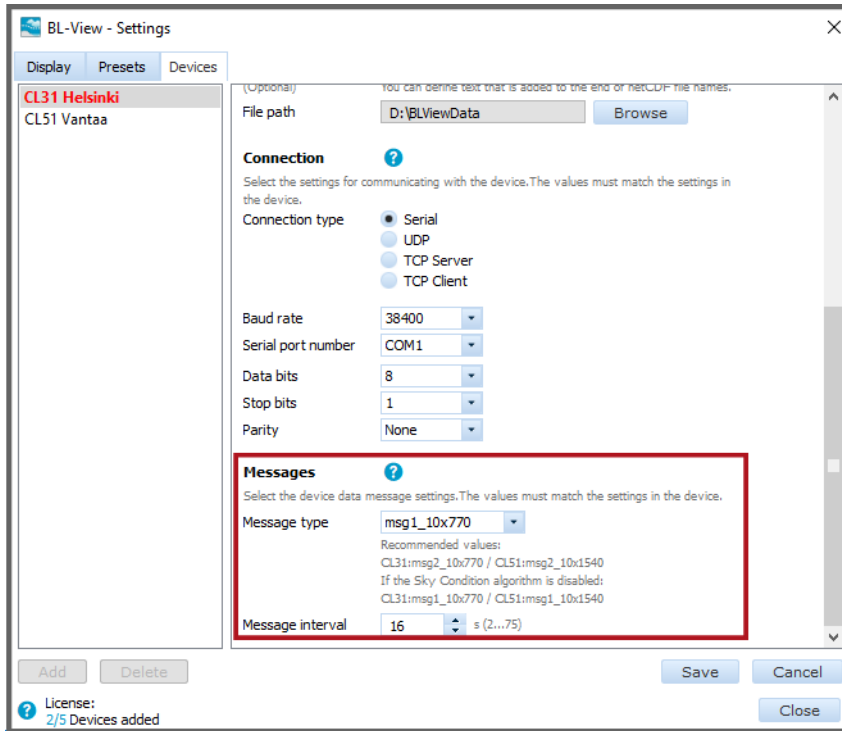 BL-View - Settings
Display Presets Devices
CL31 Helsinki
CL51 Vantaa
(Optional) You can define text that is added to the end of netCDF file names.
File path D:\BLViewData Browse
Connection ?
Select the settings for communicating with the device.The values must match the settings in
the device.
Connection type Serial
UDP
TCP Server
TCP Client
Baud rate 38400
Serial port number COM1
Data bits 8
Stop bits 1
Parity None
Messages ?
Select the device data message settings.The values must match the settings in the device.
Message type msg1_10x770
Recommended values:
CL31:msg2_10x770 / CL51:msg2_10x1540
If the Sky Condition algorithm is disabled:
CL31:msg1_10x770 / CL51:msg1_10x1540
Message interval 16 s (2...75)
Add Delete Save Cancel
? License:
2/5 Devices added
Close